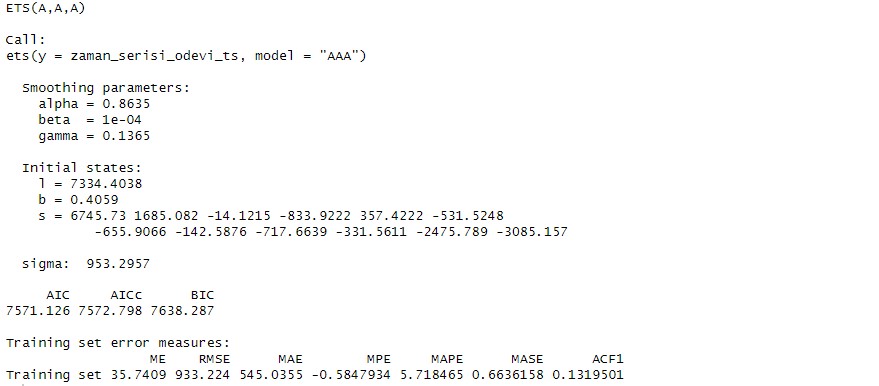 ETS(A,A,A)
Call:
ets(y = zaman_serisi_odevi_ts, model = "AAA")
Smoothing parameters:
alpha = 0.8635
beta  = 1e-04
gamma = 0.1365
Initial states:
l = 7334.4038
b = 0.4059
s = 6745.73 1685.082 -14.1215 -833.9222 357.4222 -531.5248
-655.9066 -142.5876 -717.6639 -331.5611 -2475.789 -3085.157
sigma:  953.2957
AIC     AICc      BIC
7571.126 7572.798 7638.287
Training set error measures:
ME    RMSE      MAE        MPE     MAPE      MASE      ACF1
Training set 35.7409 933.224 545.0355 -0.5847934 5.718465 0.6636158 0.1319501